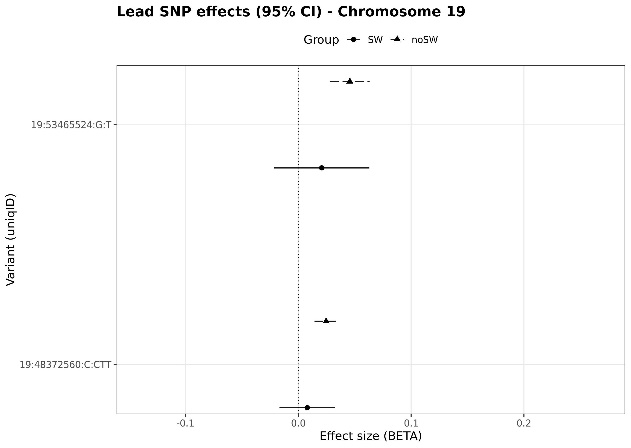 Lead SNP effects (95% CI) - Chromosome 19
Group SW noSW
19:53465524:G:T
Variant (uniqID)
19:48372560:C:CTT
-0.1 0.0 0.1 0.2
Effect size (BETA)